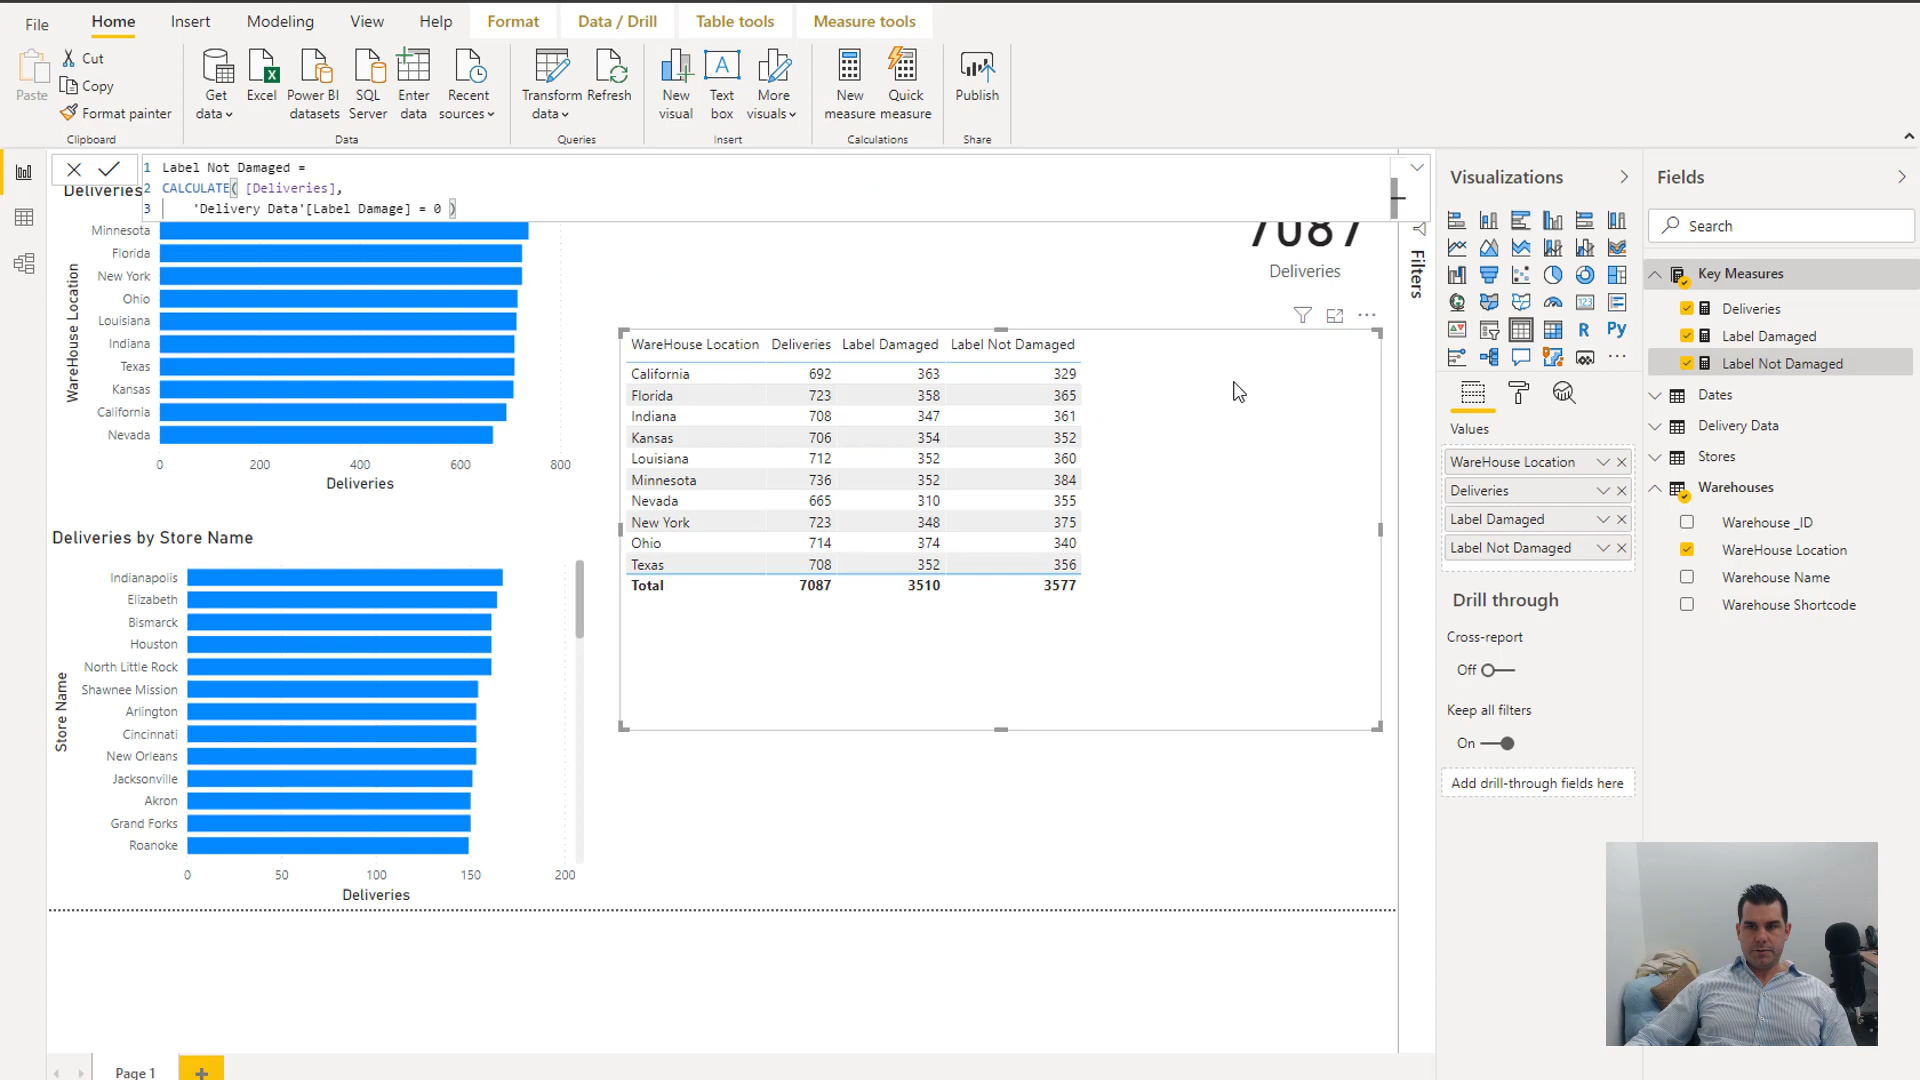 File
Home
Insert
Modeling
View
Help
Format
Data / Drill
Table tools
Measure tools
Paste
Cut
Copy
Format painter
Clipboard
Get data
Excel
Power BI datasets
SQL Server
Enter data
Recent sources
Data
Transform data
Refresh
Queries
New visual
Text box
More visuals
Insert
New measure
Quick measure
Calculations
Publish
Share
1 Label Not Damaged =
2 CALCULATE( [Deliveries],
3 'Delivery Data'[Label Damage] = 0 )
Deliveries
WareHouse Location
Minnesota
Florida
New York
Ohio
Louisiana
Indiana
Texas
Kansas
California
Nevada
0 200 400 600 800
Deliveries
Deliveries by Store Name
Store Name
Indianapolis
Elizabeth
Bismarck
Houston
North Little Rock
Shawnee Mission
Arlington
Cincinnati
New Orleans
Jacksonville
Akron
Grand Forks
Roanoke
0 50 100 150 200
Deliveries
7087
Deliveries
WareHouse Location Deliveries Label Damaged Label Not Damaged
California 692 363 329
Florida 723 358 365
Indiana 708 347 361
Kansas 706 354 352
Louisiana 712 352 360
Minnesota 736 352 384
Nevada 665 310 355
New York 723 348 375
Ohio 714 374 340
Texas 708 352 356
Total 7087 3510 3577
Filters
Visualizations
R
Py
Values
WareHouse Location
Deliveries
Label Damaged
Label Not Damaged
Drill through
Cross-report
Off
Keep all filters
On
Add drill-through fields here
Fields
Search
Key Measures
Deliveries
Label Damaged
Label Not Damaged
Dates
Delivery Data
Stores
Warehouses
Warehouse _ID
WareHouse Location
Warehouse Name
Warehouse Shortcode
Page 1